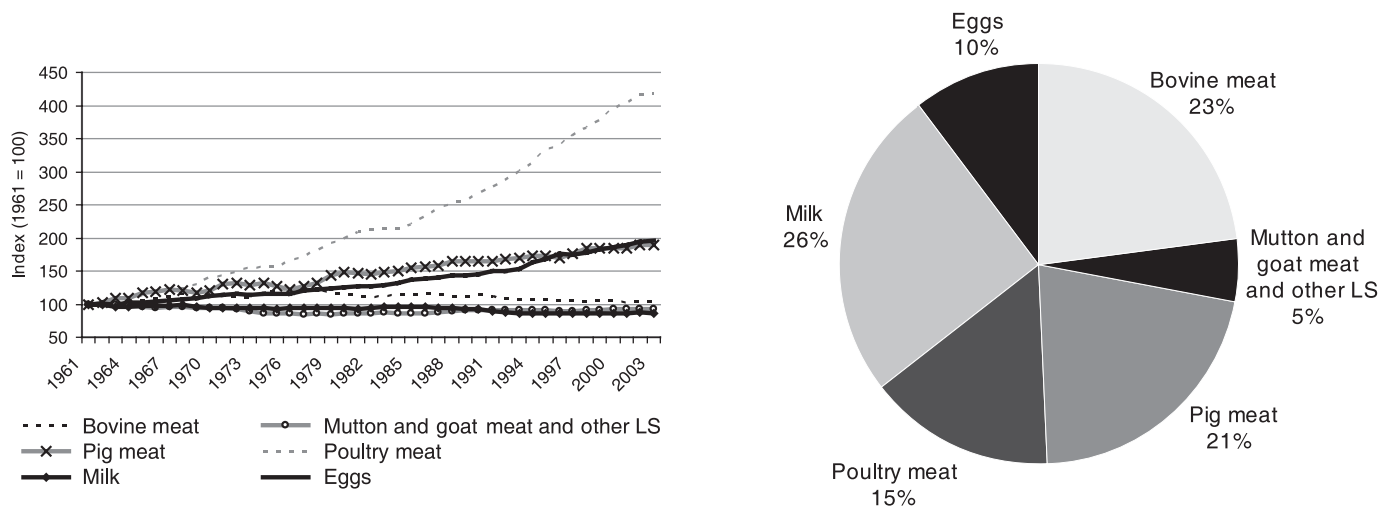 450
400
350
300
250
200
150
100
50
Index (1961 = 100)
1961
1964
1967
1970
1973
1976
1979
1982
1985
1988
1991
1994
1997
2000
2003
Bovine meat
Mutton and goat meat and other LS
Pig meat
Poultry meat
Milk
Eggs
Eggs
10%
Bovine meat
23%
Mutton and
goat meat
and other LS
5%
Pig meat
21%
Poultry meat
15%
Milk
26%